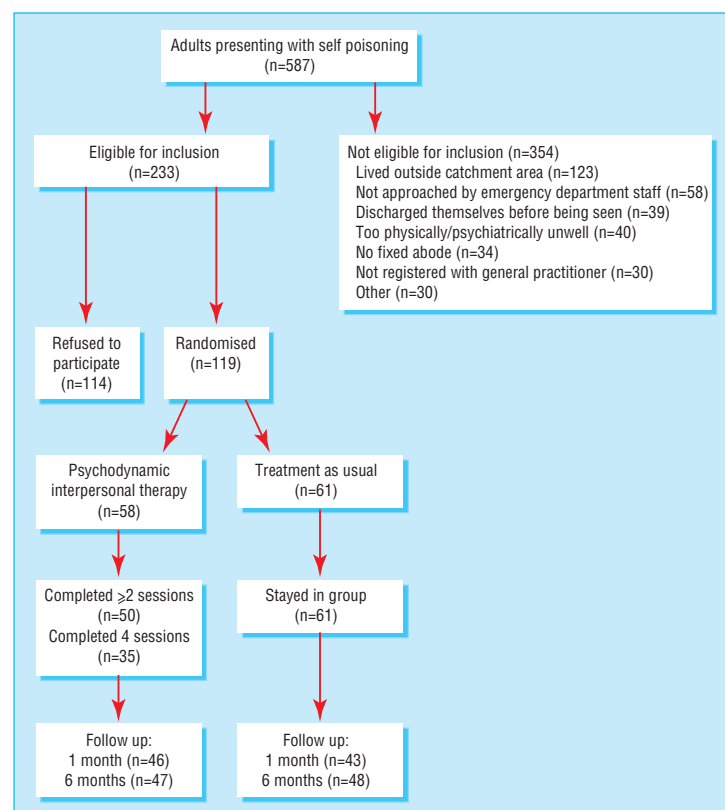 Adults presenting with self poisoning
(n=587)
Eligible for inclusion
(n=233)
Not eligible for inclusion (n=354)
Lived outside catchment area (n=123)
Not approached by emergency department staff (n=58)
Discharged themselves before being seen (n=39)
Too physically/psychiatrically unwell (n=40)
No fixed abode (n=34)
Not registered with general practitioner (n=30)
Other (n=30)
Refused to
participate
(n=114)
Randomised
(n=119)
Psychodynamic
interpersonal therapy
(n=58)
Treatment as usual
(n=61)
Completed ⩾2 sessions
(n=50)
Completed 4 sessions
(n=35)
Stayed in group
(n=61)
Follow up:
1 month (n=46)
6 months (n=47)
Follow up:
1 month (n=43)
6 months (n=48)